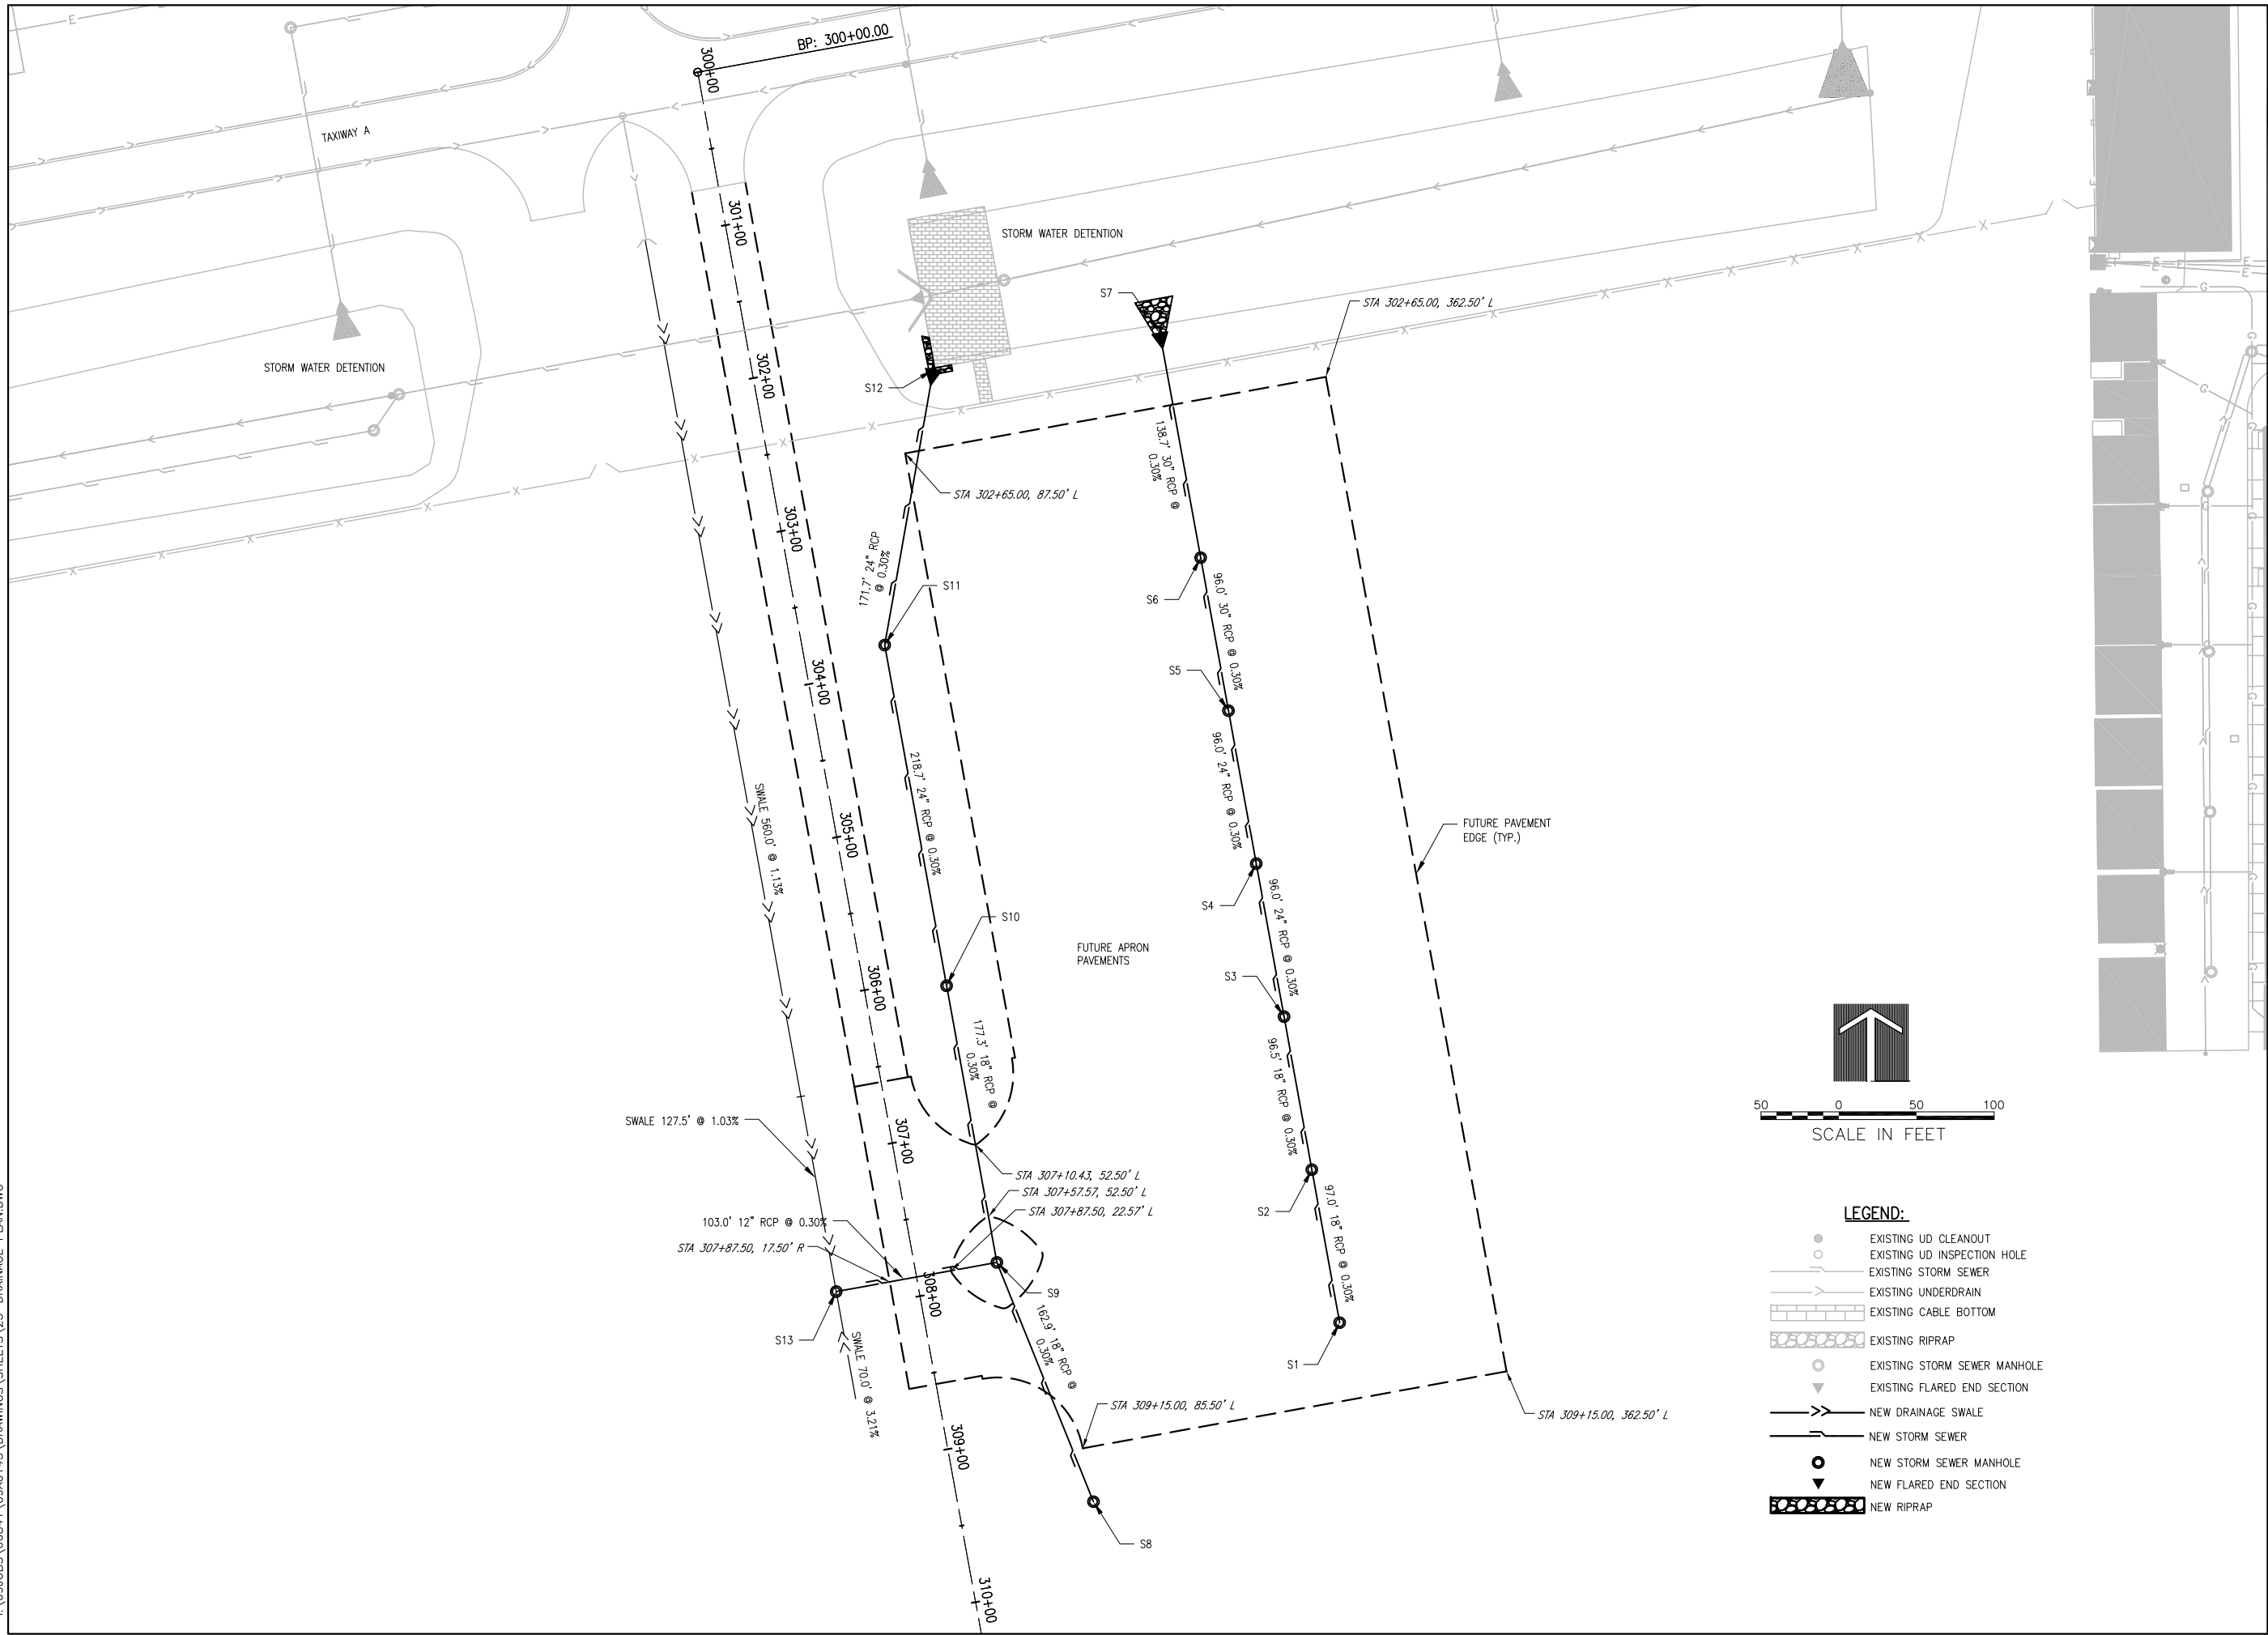 BP: 300+00.00
300+00
TAXIWAY A
301+00
STORM WATER DETENTION
S7
STA 302+65.00, 362.50' L
302+00
STORM WATER DETENTION
S12
138.7' 30" RCP @
0.30%
STA 302+65.00, 87.50' L
303+00
171.7' 24" RCP
@ 0.30%
S11
S6
96.0' 30" RCP @ 0.30%
304+00
S5
96.0' 24" RCP @ 0.30%
218.7' 24" RCP @ 0.30%
SWALE 560.0' @ 1.13%
305+00
FUTURE PAVEMENT
EDGE (TYP.)
S4
96.0' 24" RCP @ 0.30%
S10
FUTURE APRON
PAVEMENTS
306+00
S3
177.3' 18" RCP @
0.30%
96.5' 18" RCP @ 0.30%
SWALE 127.5' @ 1.03%
307+00
STA 307+10.43, 52.50' L
STA 307+57.57, 52.50' L
STA 307+87.50, 22.57' L
S2
97.0' 18" RCP @ 0.30%
103.0' 12" RCP @ 0.30%
STA 307+87.50, 17.50' R
308+00
S9
S13
162.9' 18" RCP @
0.30%
S1
SWALE 70.0' @ 3.21%
STA 309+15.00, 85.50' L
STA 309+15.00, 362.50' L
309+00
S8
310+00
50 0 50 100
SCALE IN FEET
LEGEND:
EXISTING UD CLEANOUT
EXISTING UD INSPECTION HOLE
EXISTING STORM SEWER
EXISTING UNDERDRAIN
EXISTING CABLE BOTTOM
EXISTING RIPRAP
EXISTING STORM SEWER MANHOLE
EXISTING FLARED END SECTION
NEW DRAINAGE SWALE
NEW STORM SEWER
NEW STORM SEWER MANHOLE
NEW FLARED END SECTION
NEW RIPRAP